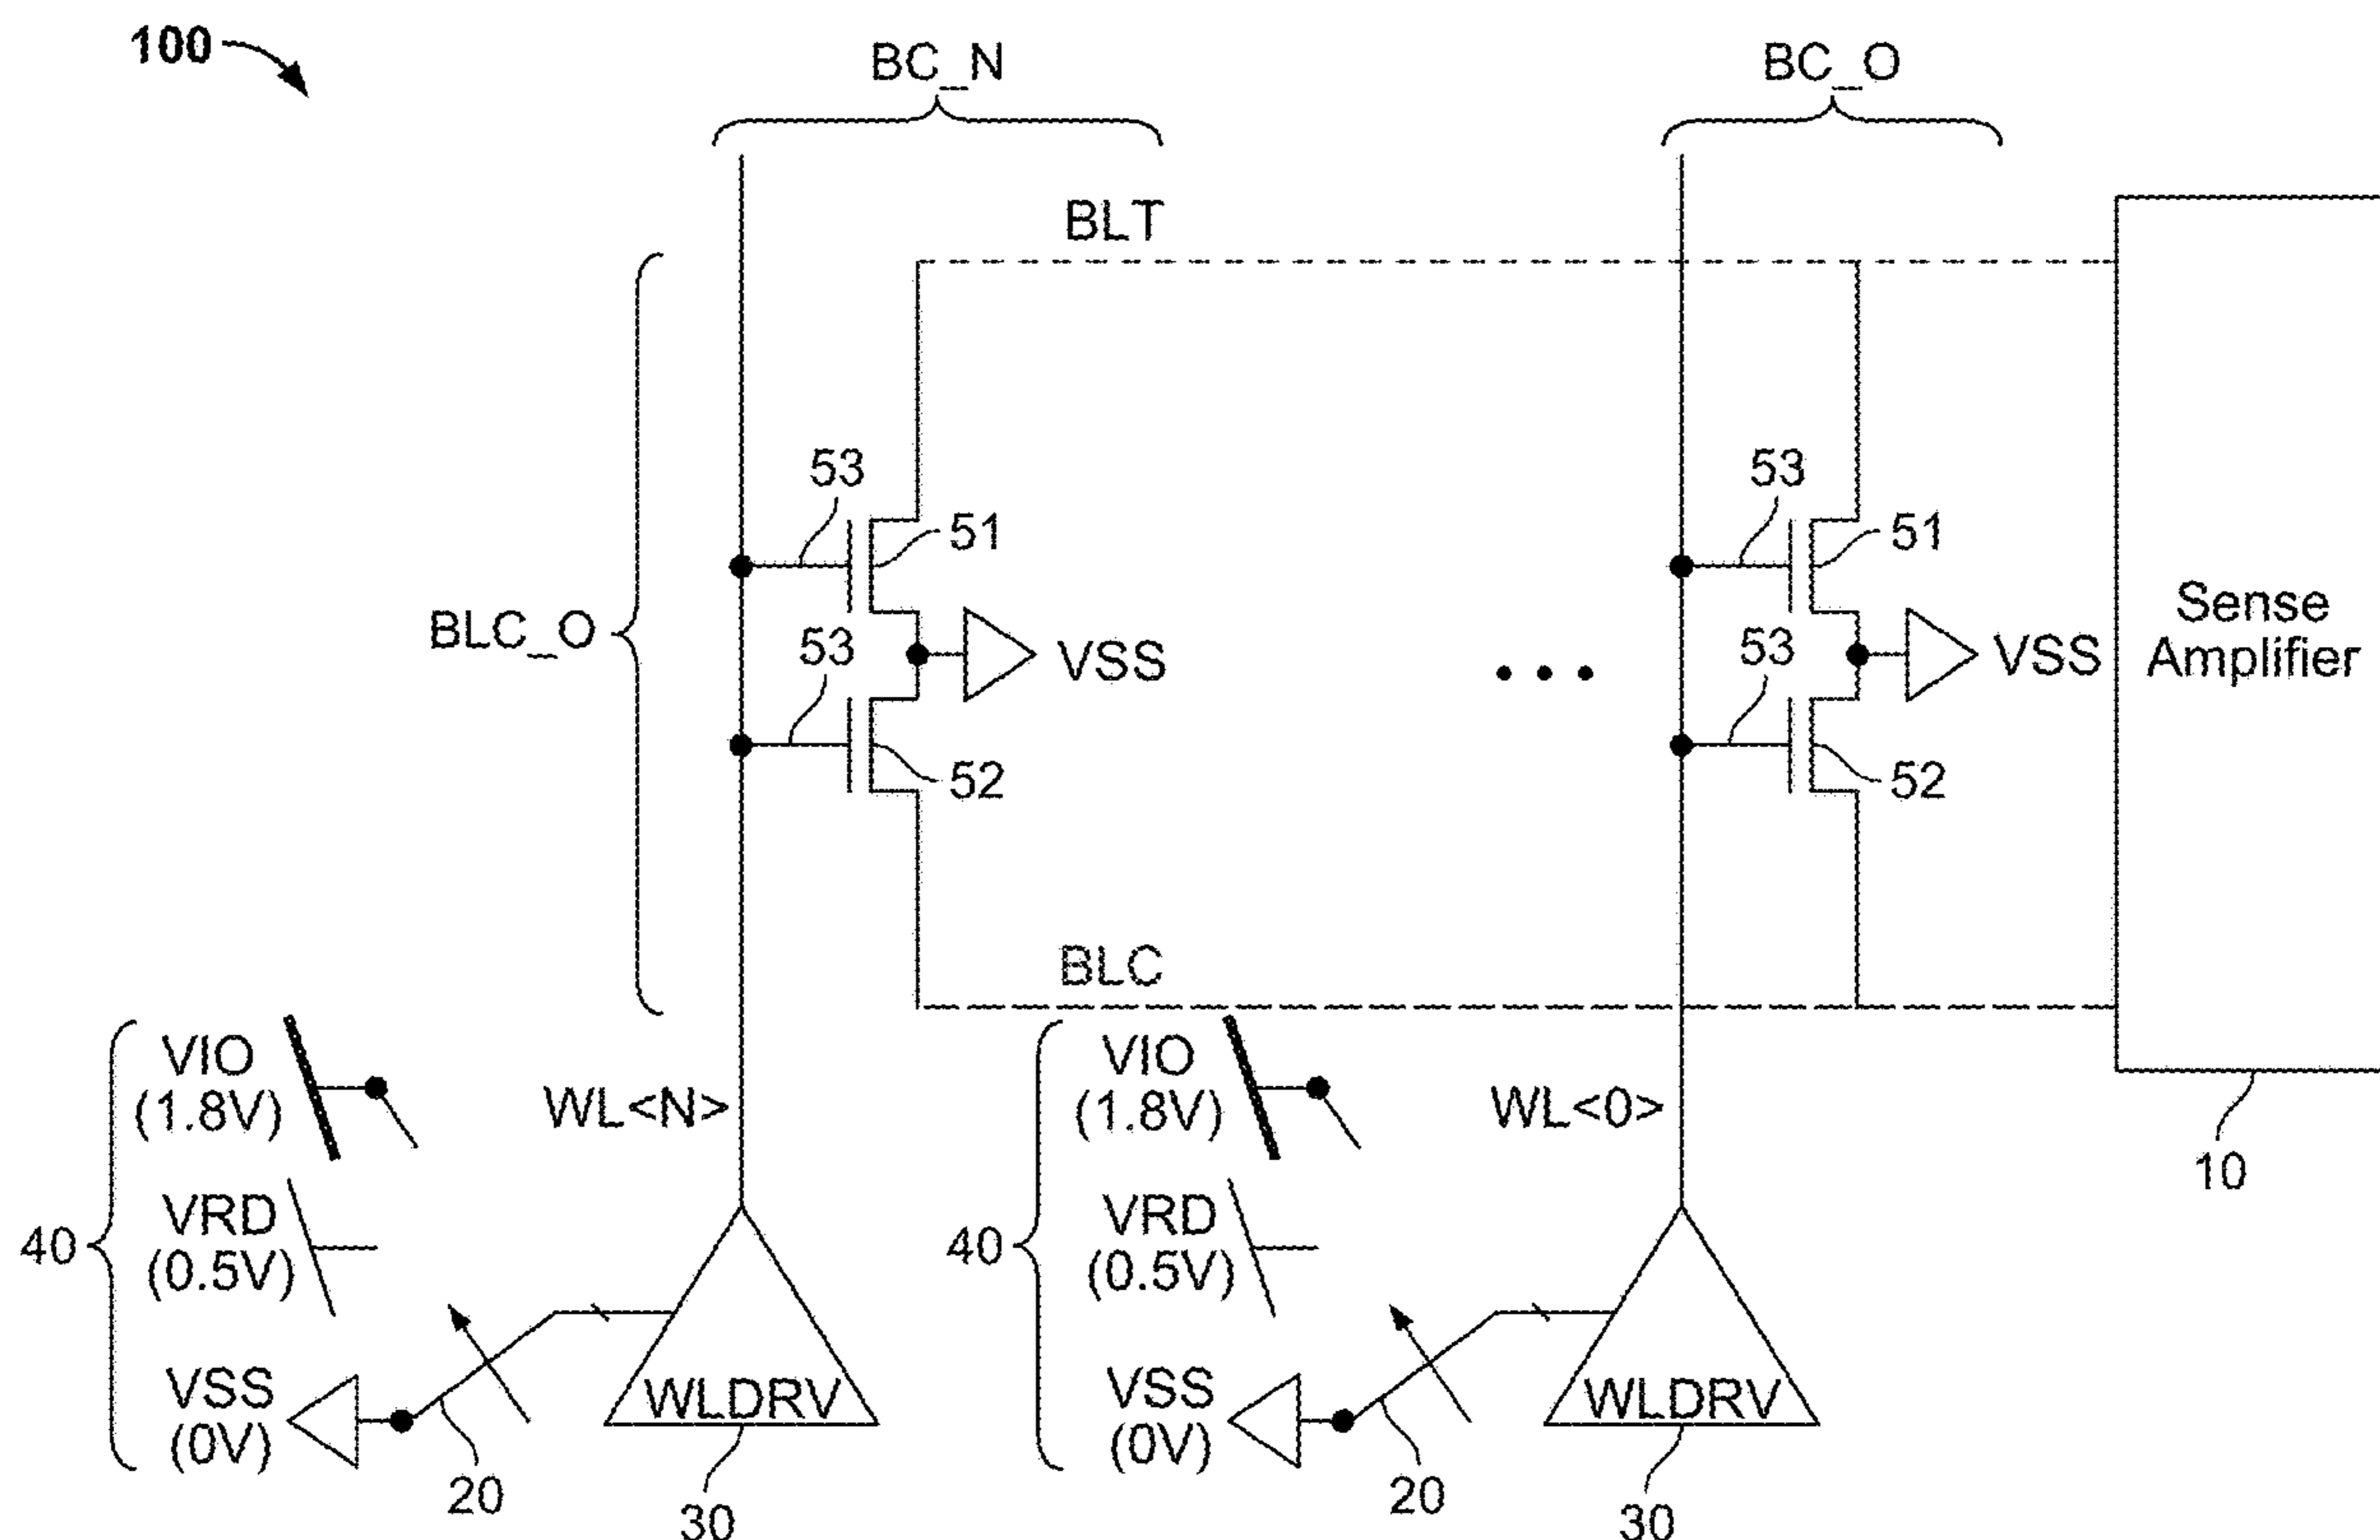 100
BC_N
BC_O
BLT
53
51
53
51
BLC_O
53
VSS
53
VSS
Sense
Amplifier
52
52
BLC
VIO
(1.8V)
WL<N>
VIO
(1.8V)
WL<0>
10
40
VRD
(0.5V)
40
VRD
(0.5V)
VSS
(0V)
WLDRV
VSS
(0V)
WLDRV
20
30
20
30